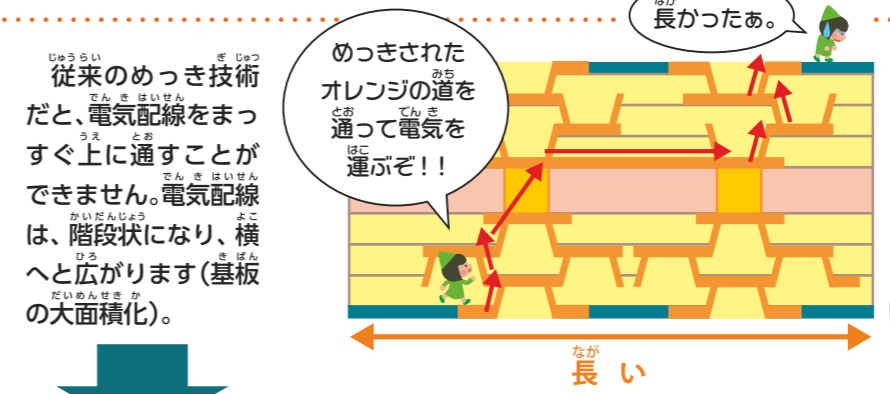 長かったぁ。
めっきされた
オレンジの道を
通って電気を
運ぶぞ！！
従来のめっき技術
だと、電気配線をまっ
すぐ上に通すことが
できません。電気配線
は、階段状になり、横
へと広がります（基板
の大面積化）。
長い